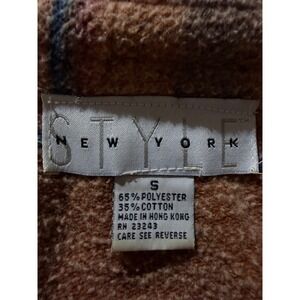 STYLE
NEW YORK
S
65% POLYESTER
35% COTTON
MADE IN HONG KONG
RN 23243
CARE SEE REVERSE